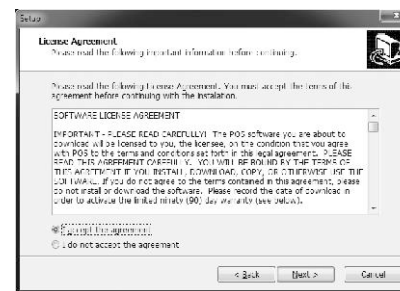 Setup
License Agreement
Please read the following important information before continuing.
Please read the following License Agreement. You must accept the terms of this
agreement before continuing with the instalation.
SOFTWARE LICENSE AGREEMENT
IMPORTANT - PLEASE READ CAREFULLY! The POS software you are about to
download will be licensed to you, the licensee, on the condition that you agree
with POS to the terms and conditions set forth in this legal agreement. PLEASE
READ THIS AGREEMENT CAREFULLY. YOU WILL BE BOUND BY THE TERMS OF
THIS AGREEMENT IF YOU INSTALL, DOWNLOAD, COPY, OR OTHERWISE USE THE
SOFTWARE. If you do not agree to the terms contained in this agreement, please
do not install or download the software. Please record the date of download in
order to activate the limited ninety (90) day warranty (see below).
I accept the agreement
I do not accept the agreement
< Back Next > Cancel